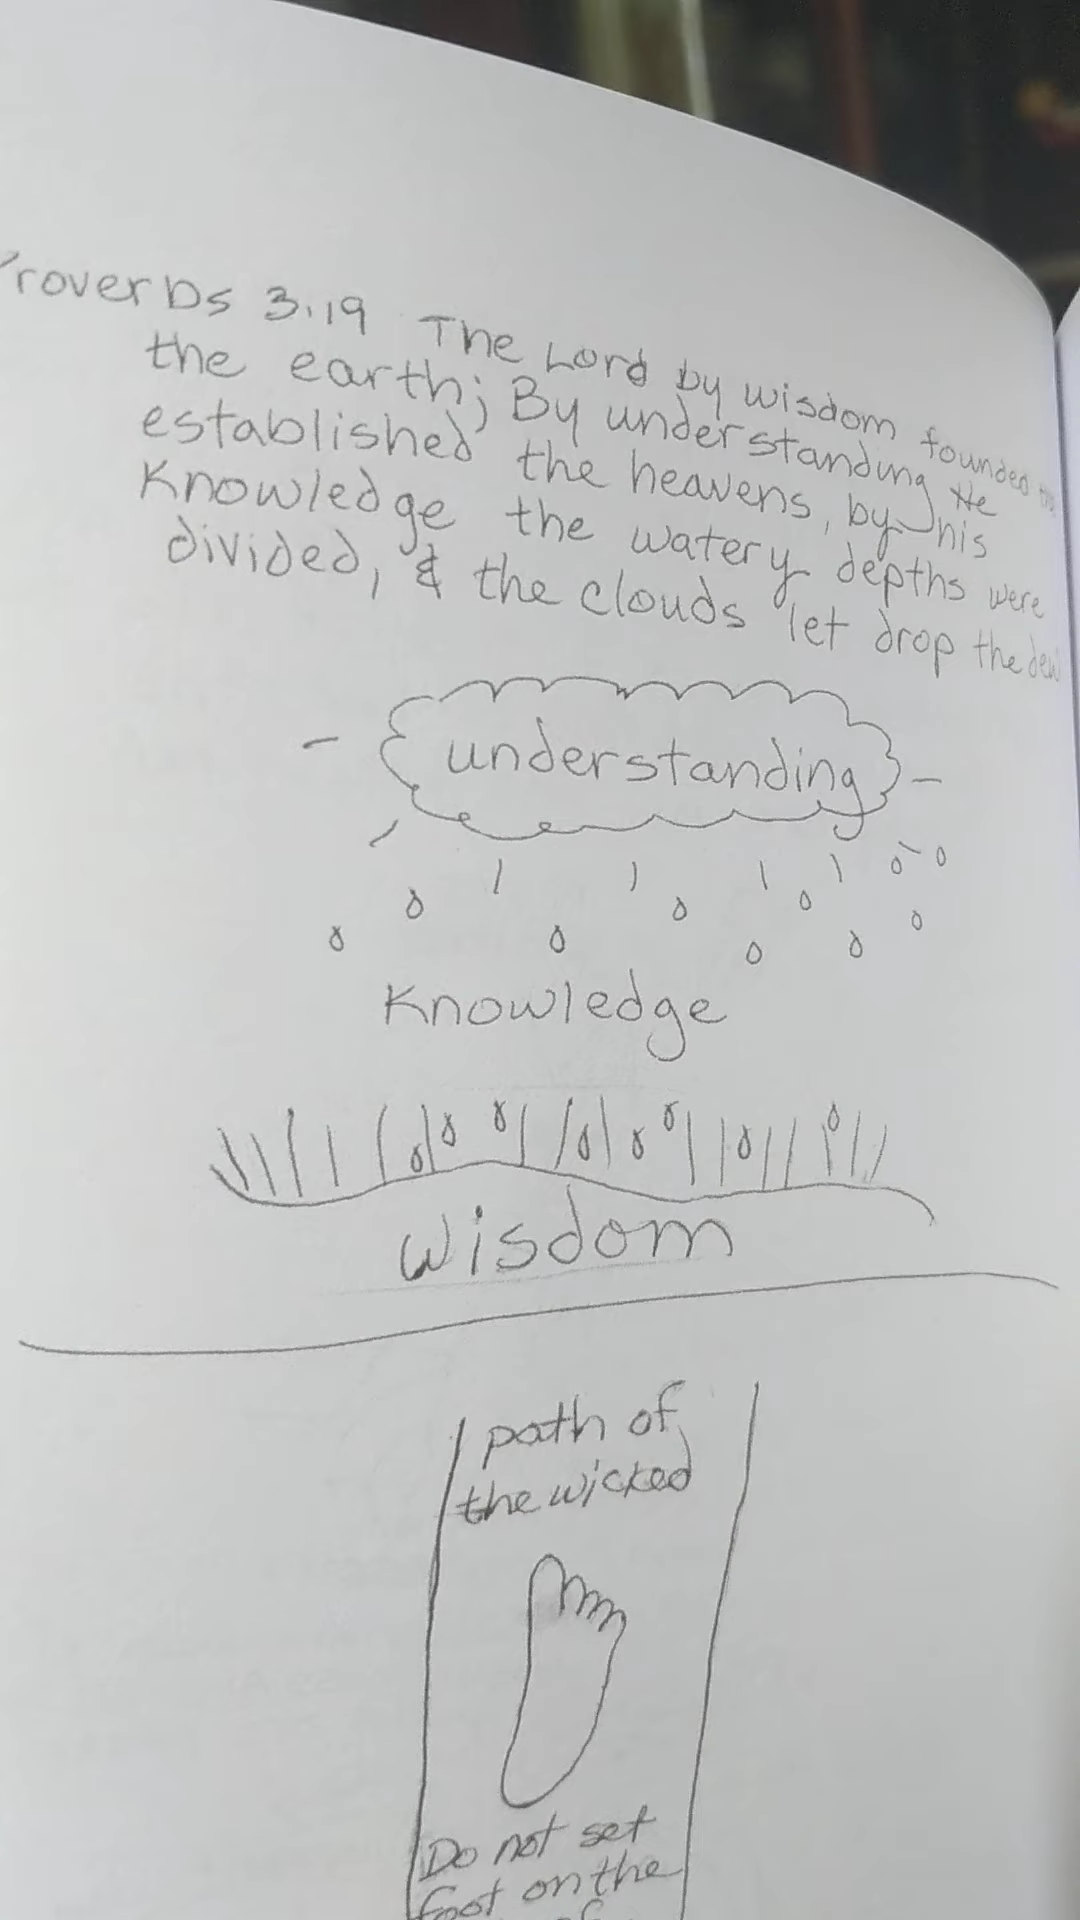 Proverbs 3:19 The Lord by wisdom founded
the earth; By understanding He
established the heavens, by his
Knowledge the watery depths were
divided, & the clouds let drop the dew
understanding
Knowledge
Wisdom
path of
the wicked
Do not set
foot on the